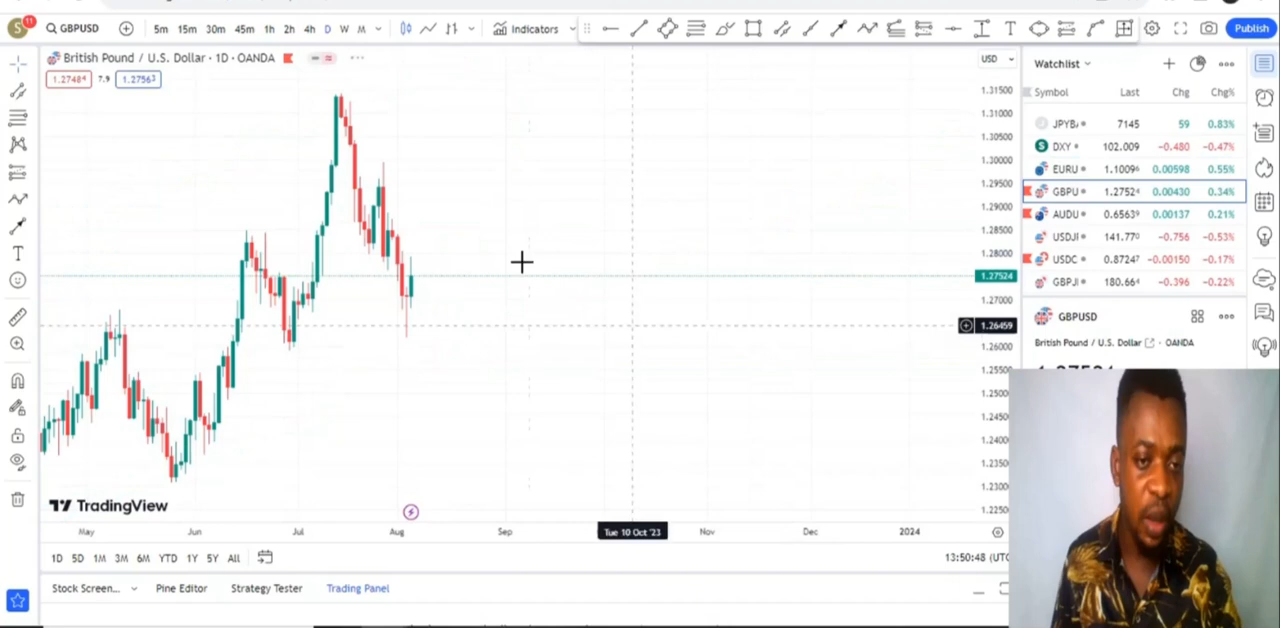 S 11 GBPUSD 5m 15m 30m 45m 1h 2h 4h D W M Indicators T Publish
British Pound / U.S. Dollar · 1D · OANDA
USD
Watchlist
1.27484 7.9 1.27563
Symbol Last Chg Chg%
JPYB 7145 59 0.83%
DXY 102.009 −0.480 −0.47%
EURU 1.10096 0.00598 0.55%
GBPU 1.27524 0.00430 0.34%
AUDU 0.65639 0.00137 0.21%
USDJI 141.770 −0.756 −0.53%
USDC 0.87247 −0.00150 −0.17%
GBPJI 180.664 −0.396 −0.22%
1.31500
1.31000
1.30500
1.30000
1.29500
1.29000
1.28500
1.28000
1.27524
1.27000
1.26459
1.26000
1.25500
1.25000
1.24500
1.24000
1.23500
1.23000
1.22500
GBPUSD
British Pound / U.S. Dollar · OANDA
T
TradingView
May Jun Jul Aug Sep Tue 10 Oct '23 Nov Dec 2024
1D 5D 1M 3M 6M YTD 1Y 5Y All
13:50:48 (UTC
Stock Screen... Pine Editor Strategy Tester Trading Panel